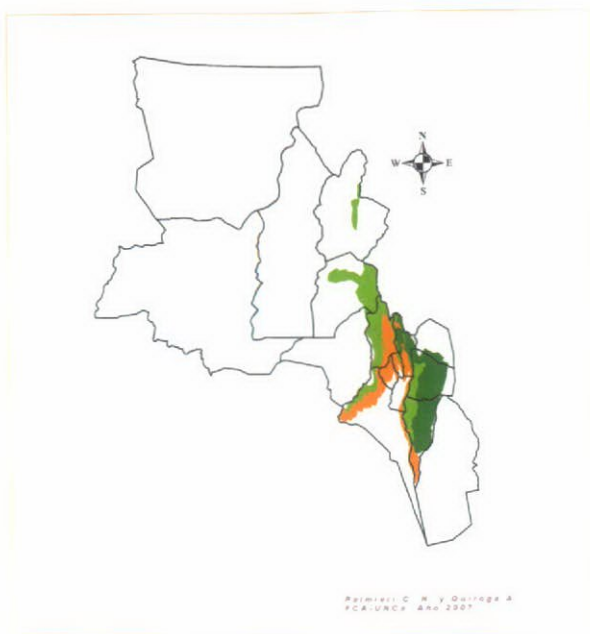 N
W E
S
Palmieri C. N. y Quiroga A.
FCA-UNCa Año 2007